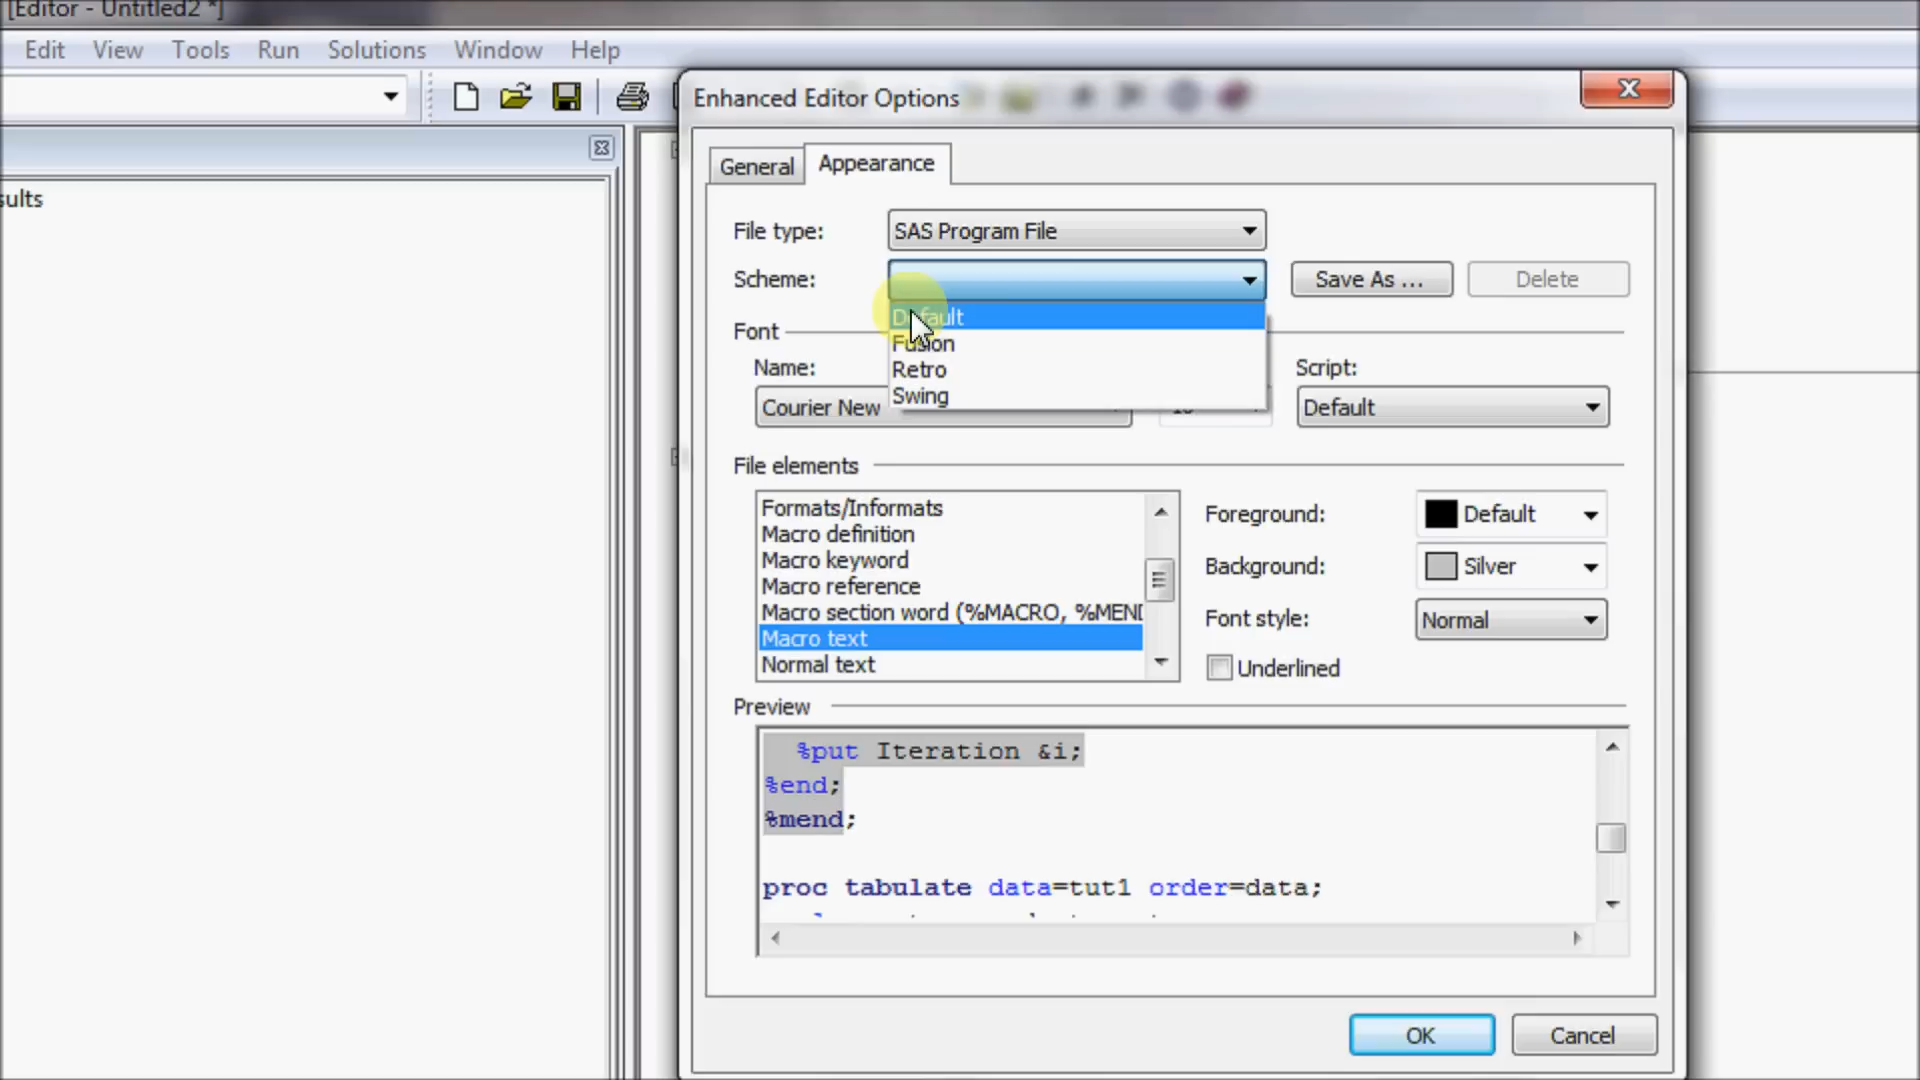 [Editor - Untitled2 *]
Edit View Tools Run Solutions Window Help
Enhanced Editor Options
General Appearance
sults
File type: SAS Program File
Scheme: Save As ... Delete
Default
Fusion
Retro
Swing
Font
Name: Script:
Courier New Default
File elements
Formats/Informats
Macro definition
Macro keyword
Macro reference
Macro section word (%MACRO, %MEND
Macro text
Normal text
Foreground: Default
Background: Silver
Font style: Normal
Underlined
Preview
%put Iteration &i;
%end;
%mend;
proc tabulate data=tut1 order=data;
OK Cancel